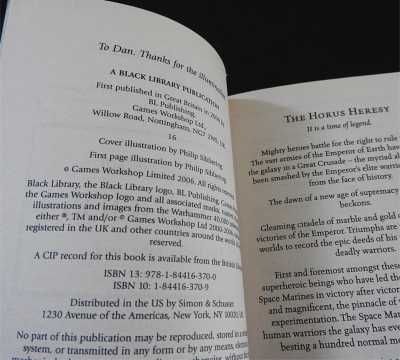 To Dan. Thanks for the illumination
A BLACK LIBRARY PUBLICATION
First published in Great Britain in 2006 by
BL Publishing,
Games Workshop Ltd.,
Willow Road, Nottingham, NG7 2WS, UK
16
Cover illustration by Philip Sibbering
First page illustration by Philip Sibbering
© Games Workshop Limited 2006. All rights reserved.
Black Library, the Black Library logo, BL Publishing, Games
the Games Workshop logo and all associated marks, names,
illustrations and images from the Warhammer 40,000
either ®, TM and/or © Games Workshop Ltd 2000-2006,
registered in the UK and other countries around the world
reserved.
A CIP record for this book is available from the British Library
ISBN 13: 978-1-84416-370-0
ISBN 10: 1-84416-370-9
Distributed in the US by Simon & Schuster
1230 Avenue of the Americas, New York, NY 10020, US
No part of this publication may be reproduced, stored in a
system, or transmitted in any form or by any means,
THE HORUS HERESY
It is a time of legend.
Mighty heroes battle for the right to rule
The vast armies of the Emperor of Earth have
the galaxy in a Great Crusade – the myriad
been smashed by the Emperor's elite warriors
from the face of history.
The dawn of a new age of supremacy
beckons.
Gleaming citadels of marble and gold
victories of the Emperor. Triumphs are
worlds to record the epic deeds of his
deadly warriors.
First and foremost amongst these
superheroic beings who have led the
Space Marines in victory after
and magnificent, the pinnacle of
experimentation. The Space Marines
human warriors the galaxy has ever
besting a hundred normal men